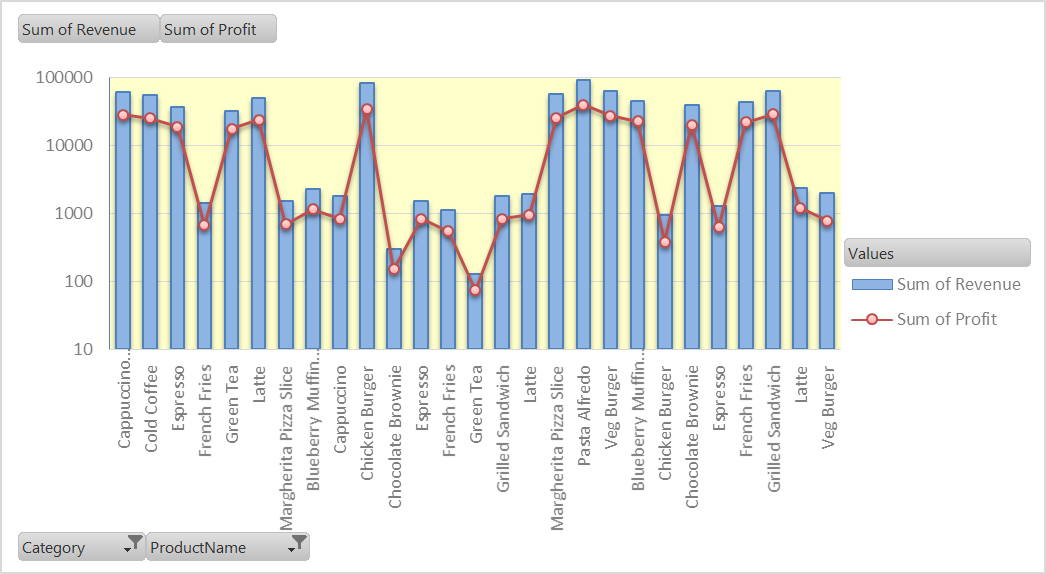 Sum of Revenue
Sum of Profit
100000
10000
1000
100
10
Cappuccino...
Cold Coffee
Espresso
French Fries
Green Tea
Latte
Margherita Pizza Slice
Blueberry Muffin...
Cappuccino
Chicken Burger
Chocolate Brownie
Espresso
French Fries
Green Tea
Grilled Sandwich
Latte
Margherita Pizza Slice
Pasta Alfredo
Veg Burger
Blueberry Muffin...
Chicken Burger
Chocolate Brownie
Espresso
French Fries
Grilled Sandwich
Latte
Veg Burger
Values
Sum of Revenue
Sum of Profit
Category
ProductName